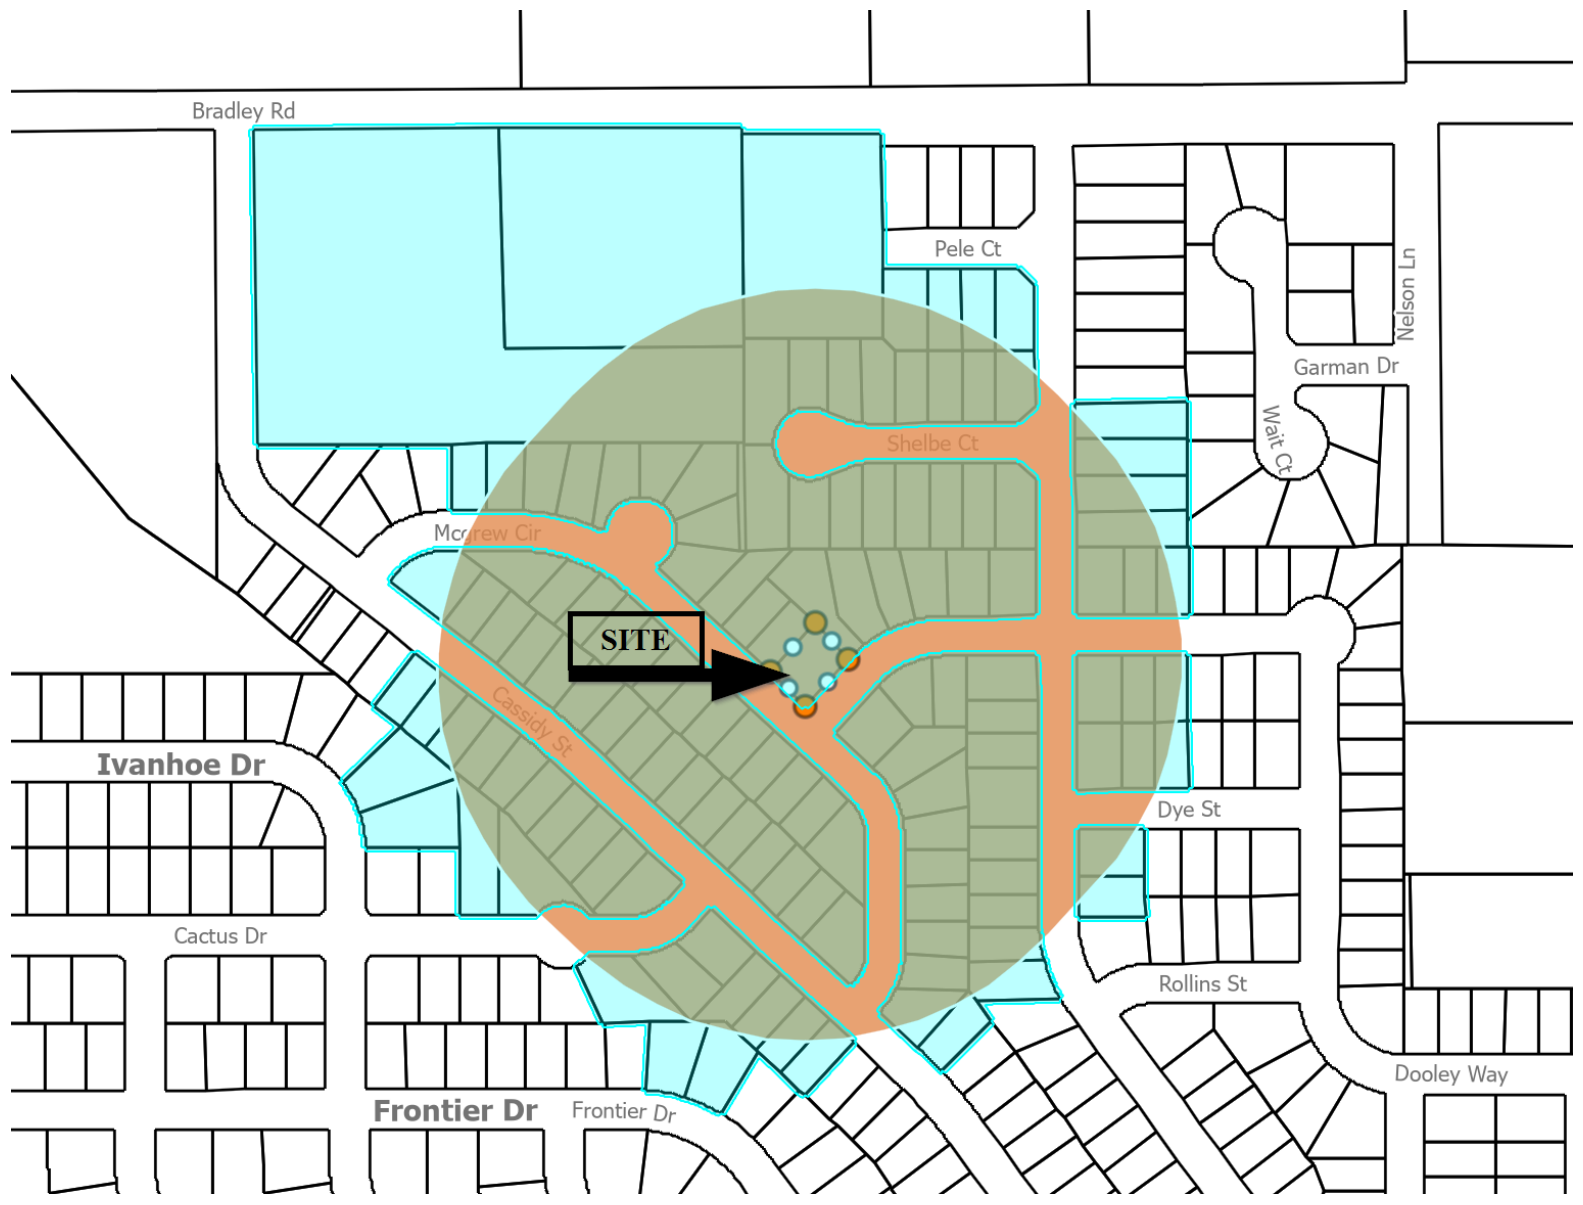 Bradley Rd
Pele Ct
Nelson Ln
Garman Dr
Wait Ct
Shelbe Ct
Mcgrew Cir
SITE
Cassidy St
Ivanhoe Dr
Dye St
Cactus Dr
Rollins St
Dooley Way
Frontier Dr
Frontier Dr